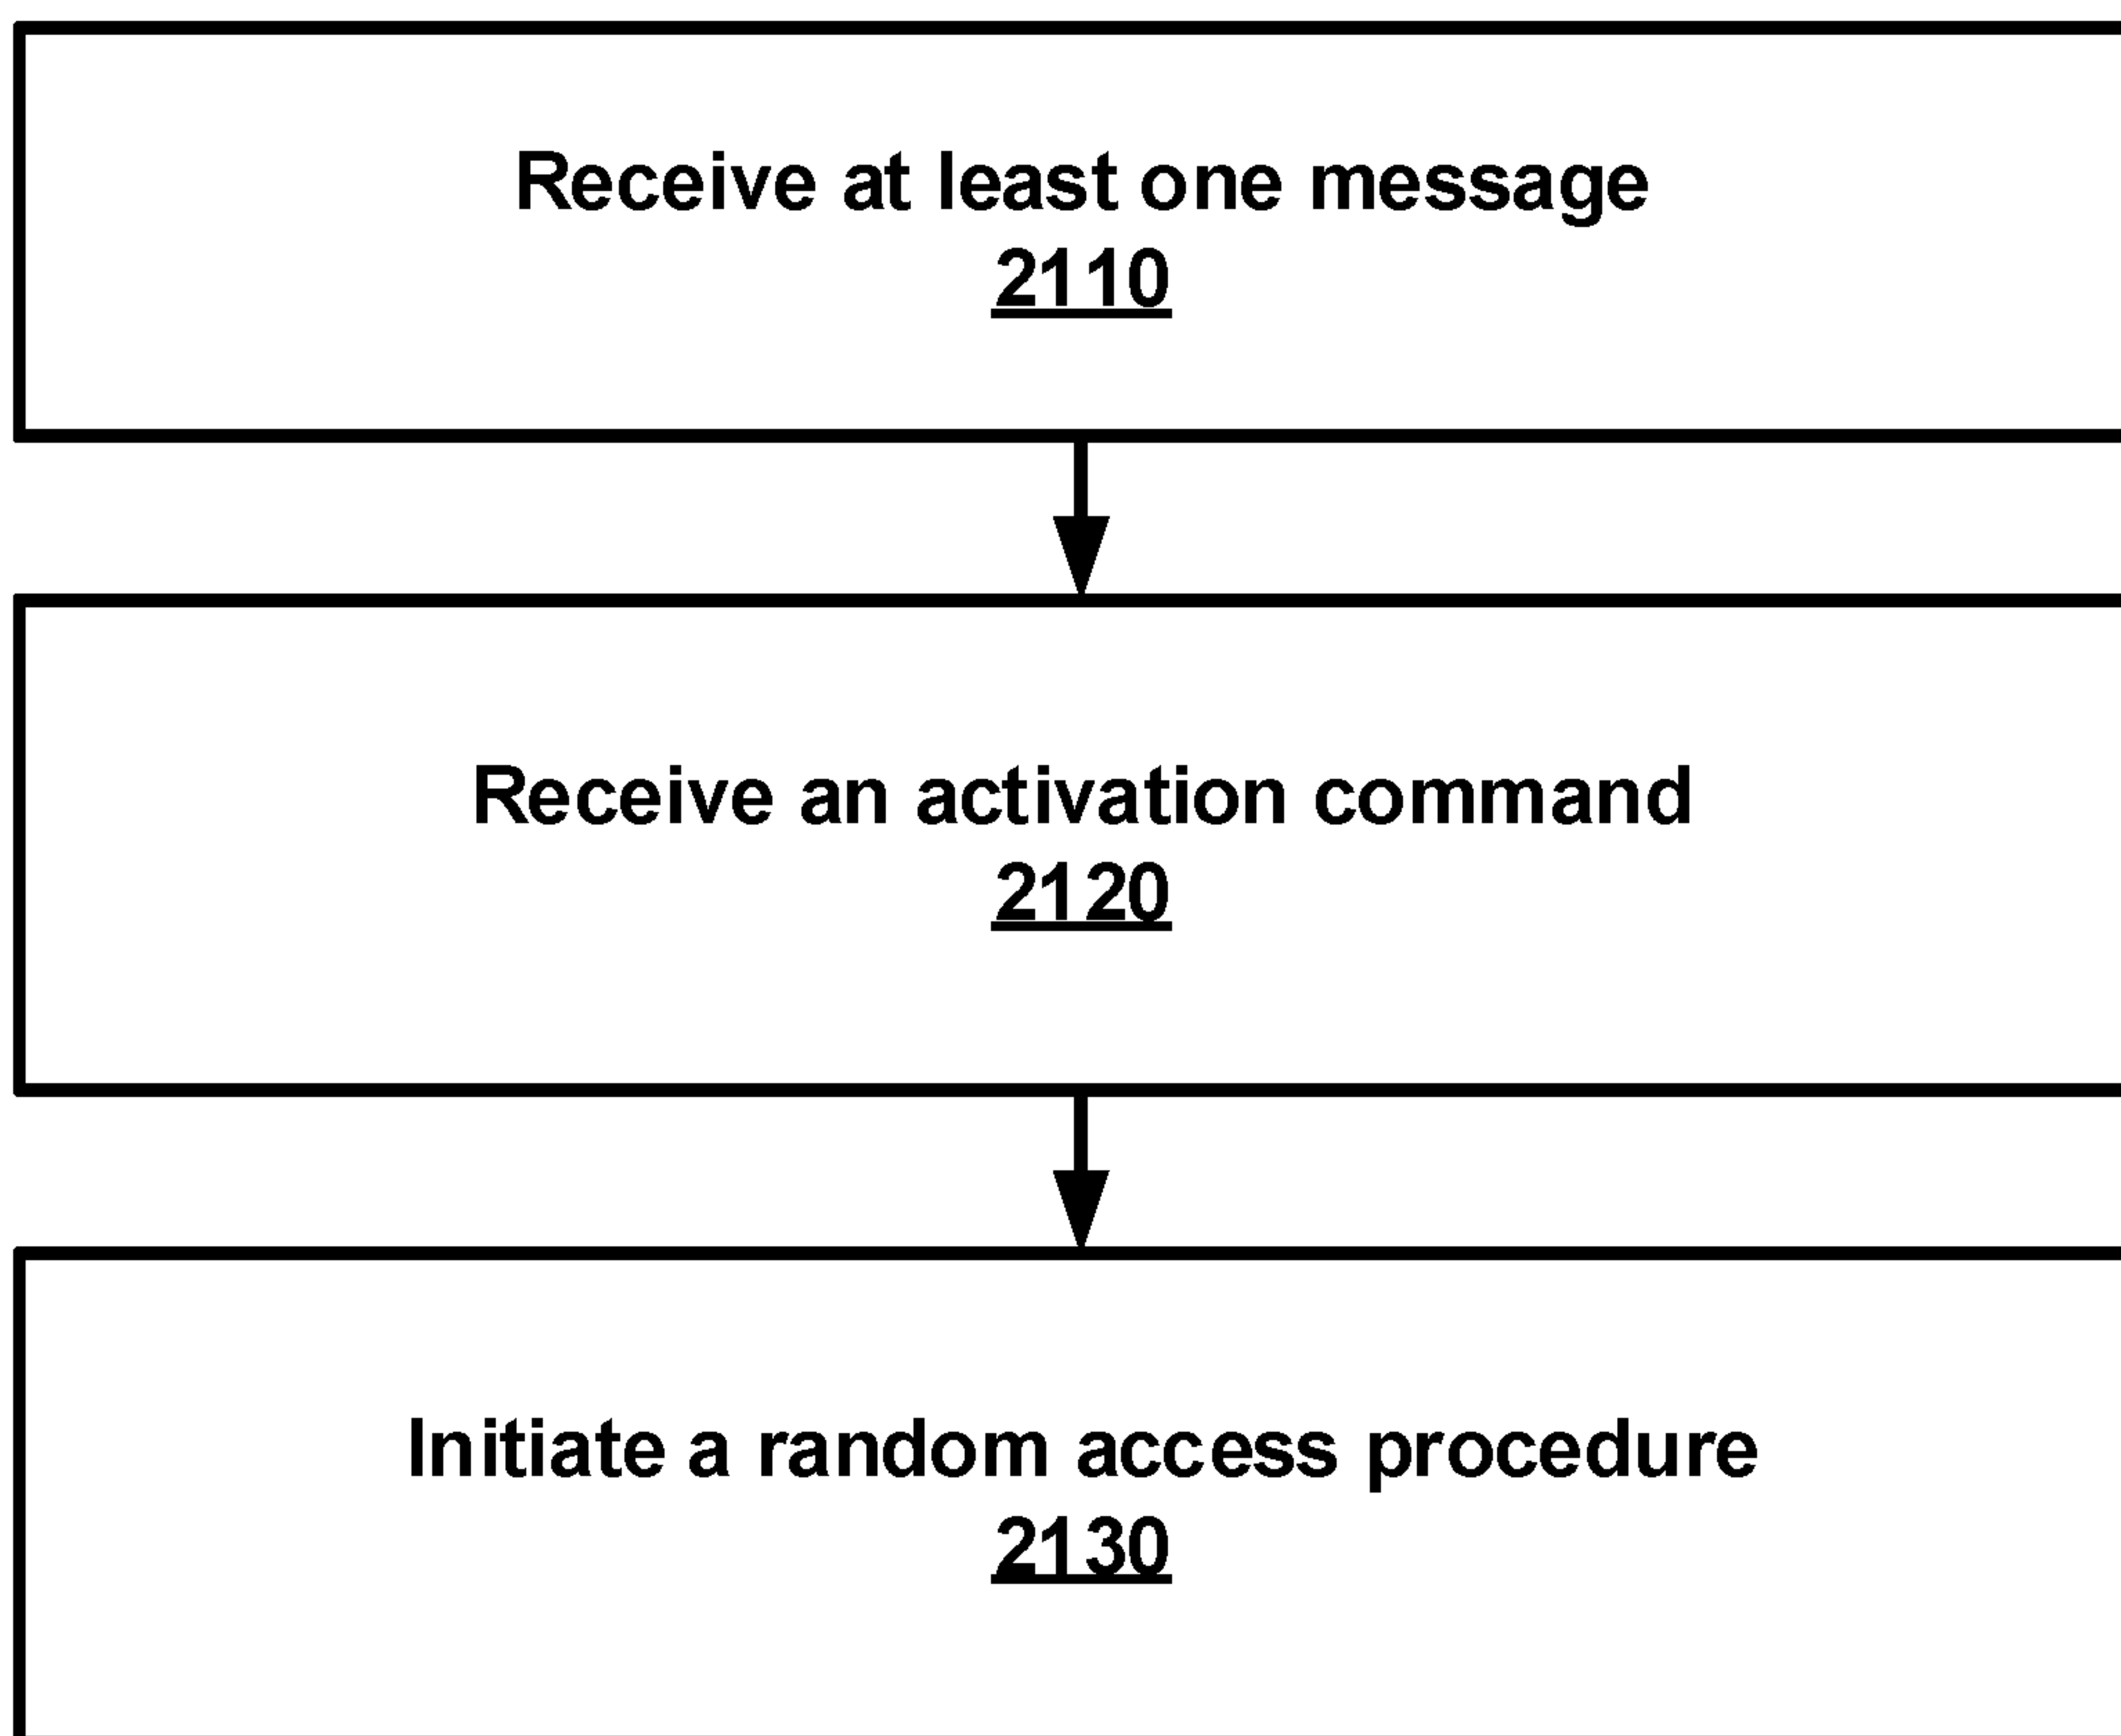 Receive at least one message
2110
Receive an activation command
2120
Initiate a random access procedure
2130